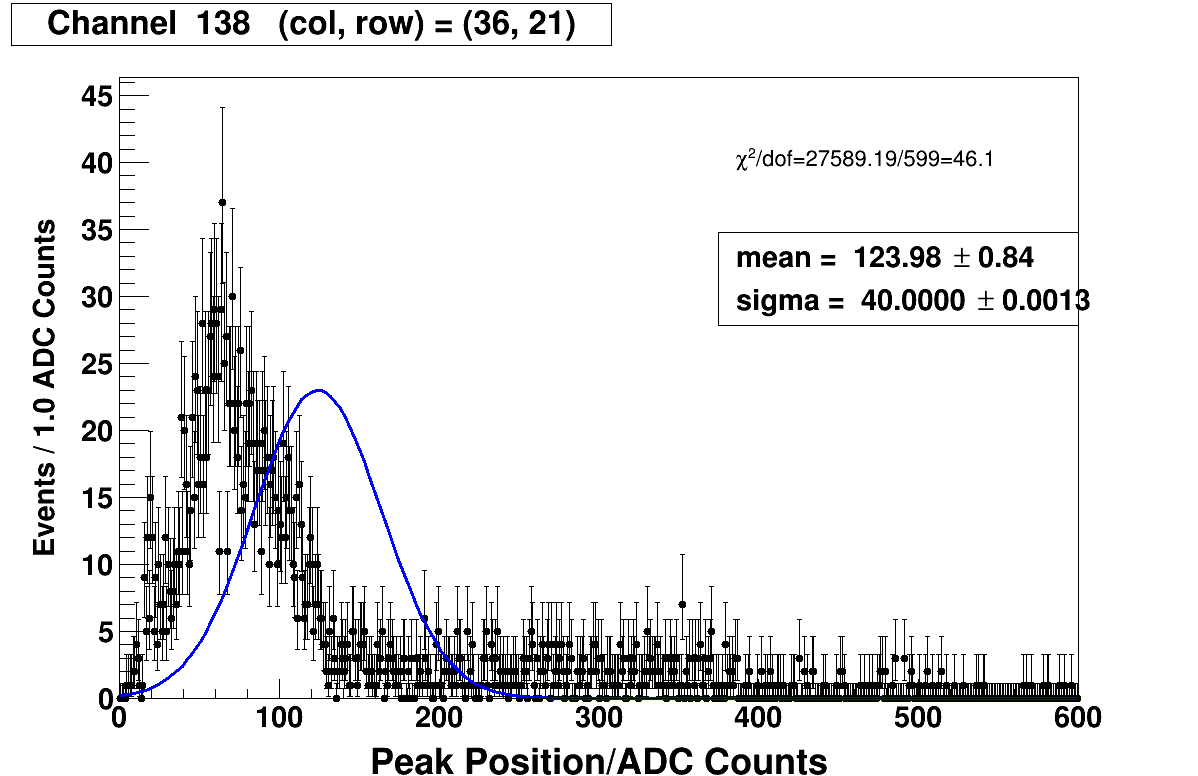 Channel 138 (col, row) = (36, 21)
45
40
35
30
25
20
15
10
5
0
χ²/dof=27589.19/599=46.1
mean = 123.98 ± 0.84
sigma = 40.0000 ± 0.0013
Events / 1.0 ADC Counts
0 100 200 300 400 500 600
Peak Position/ADC Counts